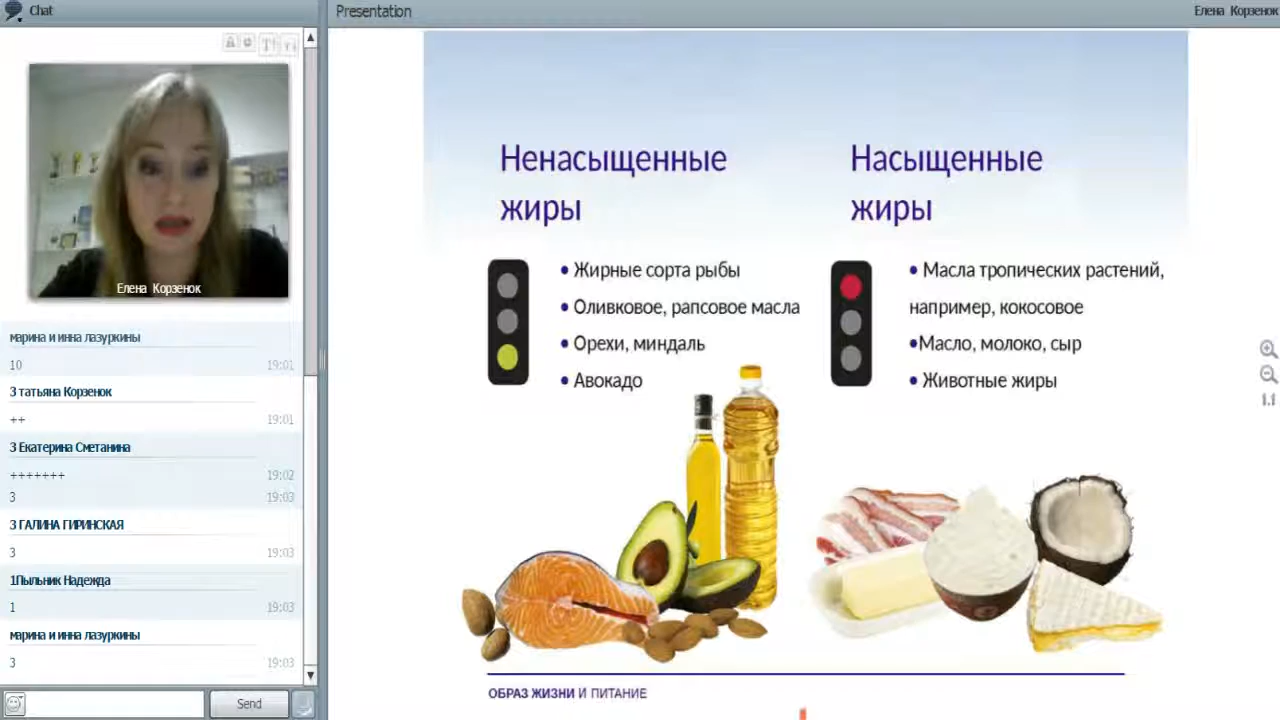 Chat
Елена Корзенок
марина и инна лазуркины
10 19:01
3 татьяна Корзенок
++ 19:01
3 Екатерина Сметанина
+++++++ 19:02
3 19:03
3 ГАЛИНА ГИРИНСКАЯ
3 19:03
1Пыльник Надежда
1 19:03
марина и инна лазуркины
3 19:03
Send
Presentation
Елена Корзенок
Ненасыщенные
жиры
• Жирные сорта рыбы
• Оливковое, рапсовое масла
• Орехи, миндаль
• Авокадо
Насыщенные
жиры
• Масла тропических растений,
например, кокосовое
•Масло, молоко, сыр
• Животные жиры
ОБРАЗ ЖИЗНИ И ПИТАНИЕ
1:1